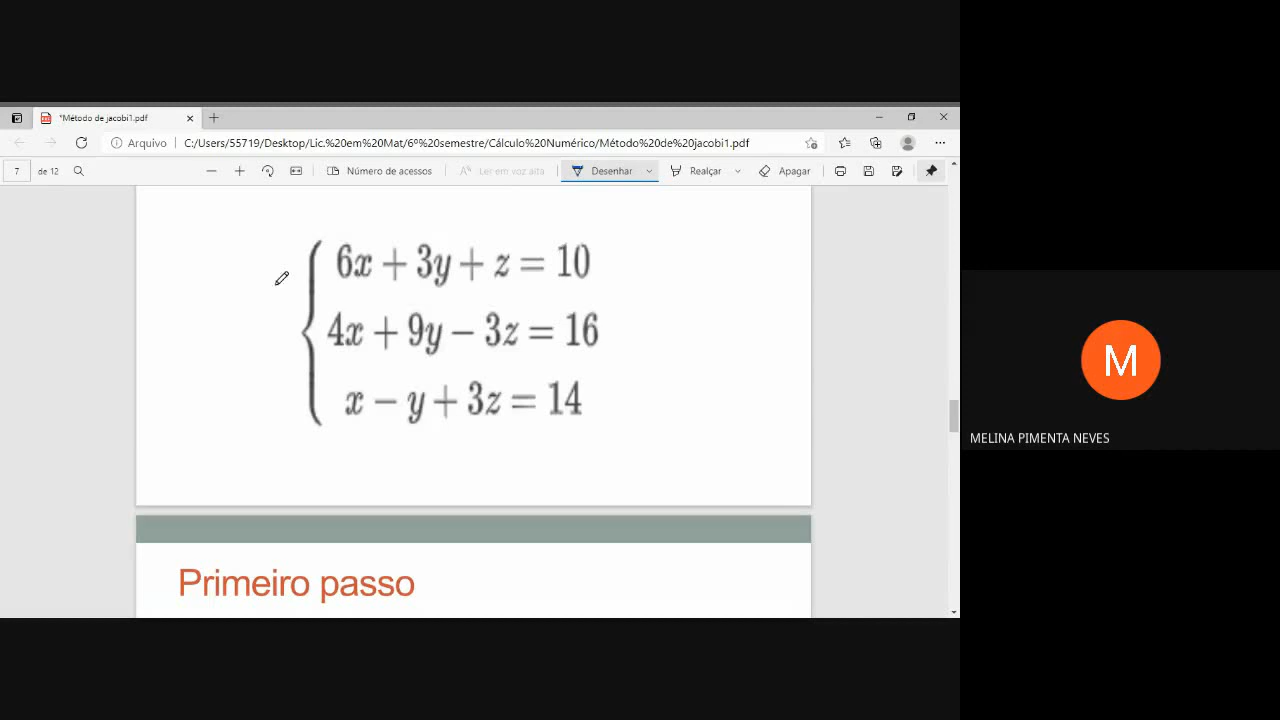 *Método de jacobi1.pdf
Arquivo C:/Users/55719/Desktop/Lic.%20em%20Mat/6º%20semestre/Cálculo%20Numérico/Método%20de%20jacobi1.pdf
7 de 12 Número de acessos Ler em voz alta Desenhar Realçar Apagar
6x + 3y + z = 10
4x + 9y − 3z = 16
x − y + 3z = 14
M
MELINA PIMENTA NEVES
Primeiro passo